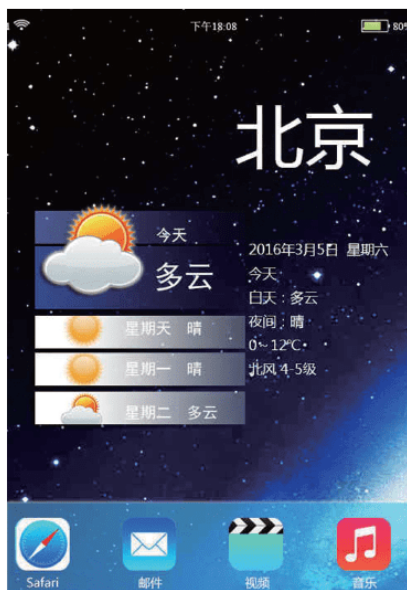 下午18:08
80%
北京
今天
多云
星期天 晴
星期一 晴
星期二 多云
2016年3月5日 星期六
今天
白天：多云
夜间：晴
0~12℃
北风 4-5级
Safari
邮件
视频
音乐